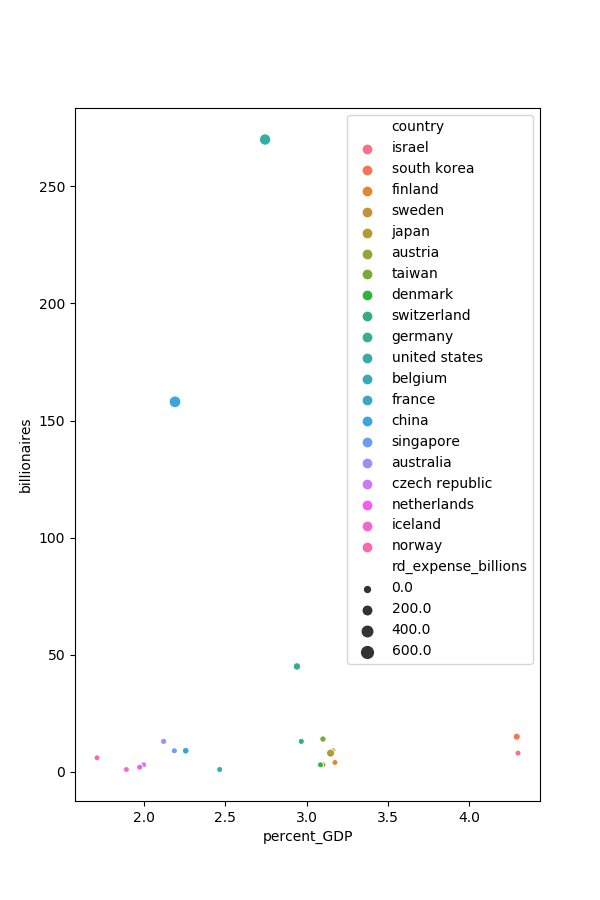 country
israel
south korea
finland
sweden
japan
austria
taiwan
denmark
switzerland
germany
united states
belgium
france
china
singapore
australia
czech republic
netherlands
iceland
norway
rd_expense_billions
0.0
200.0
400.0
600.0
250
200
150
100
50
0
billionaires
2.0 2.5 3.0 3.5 4.0
percent_GDP